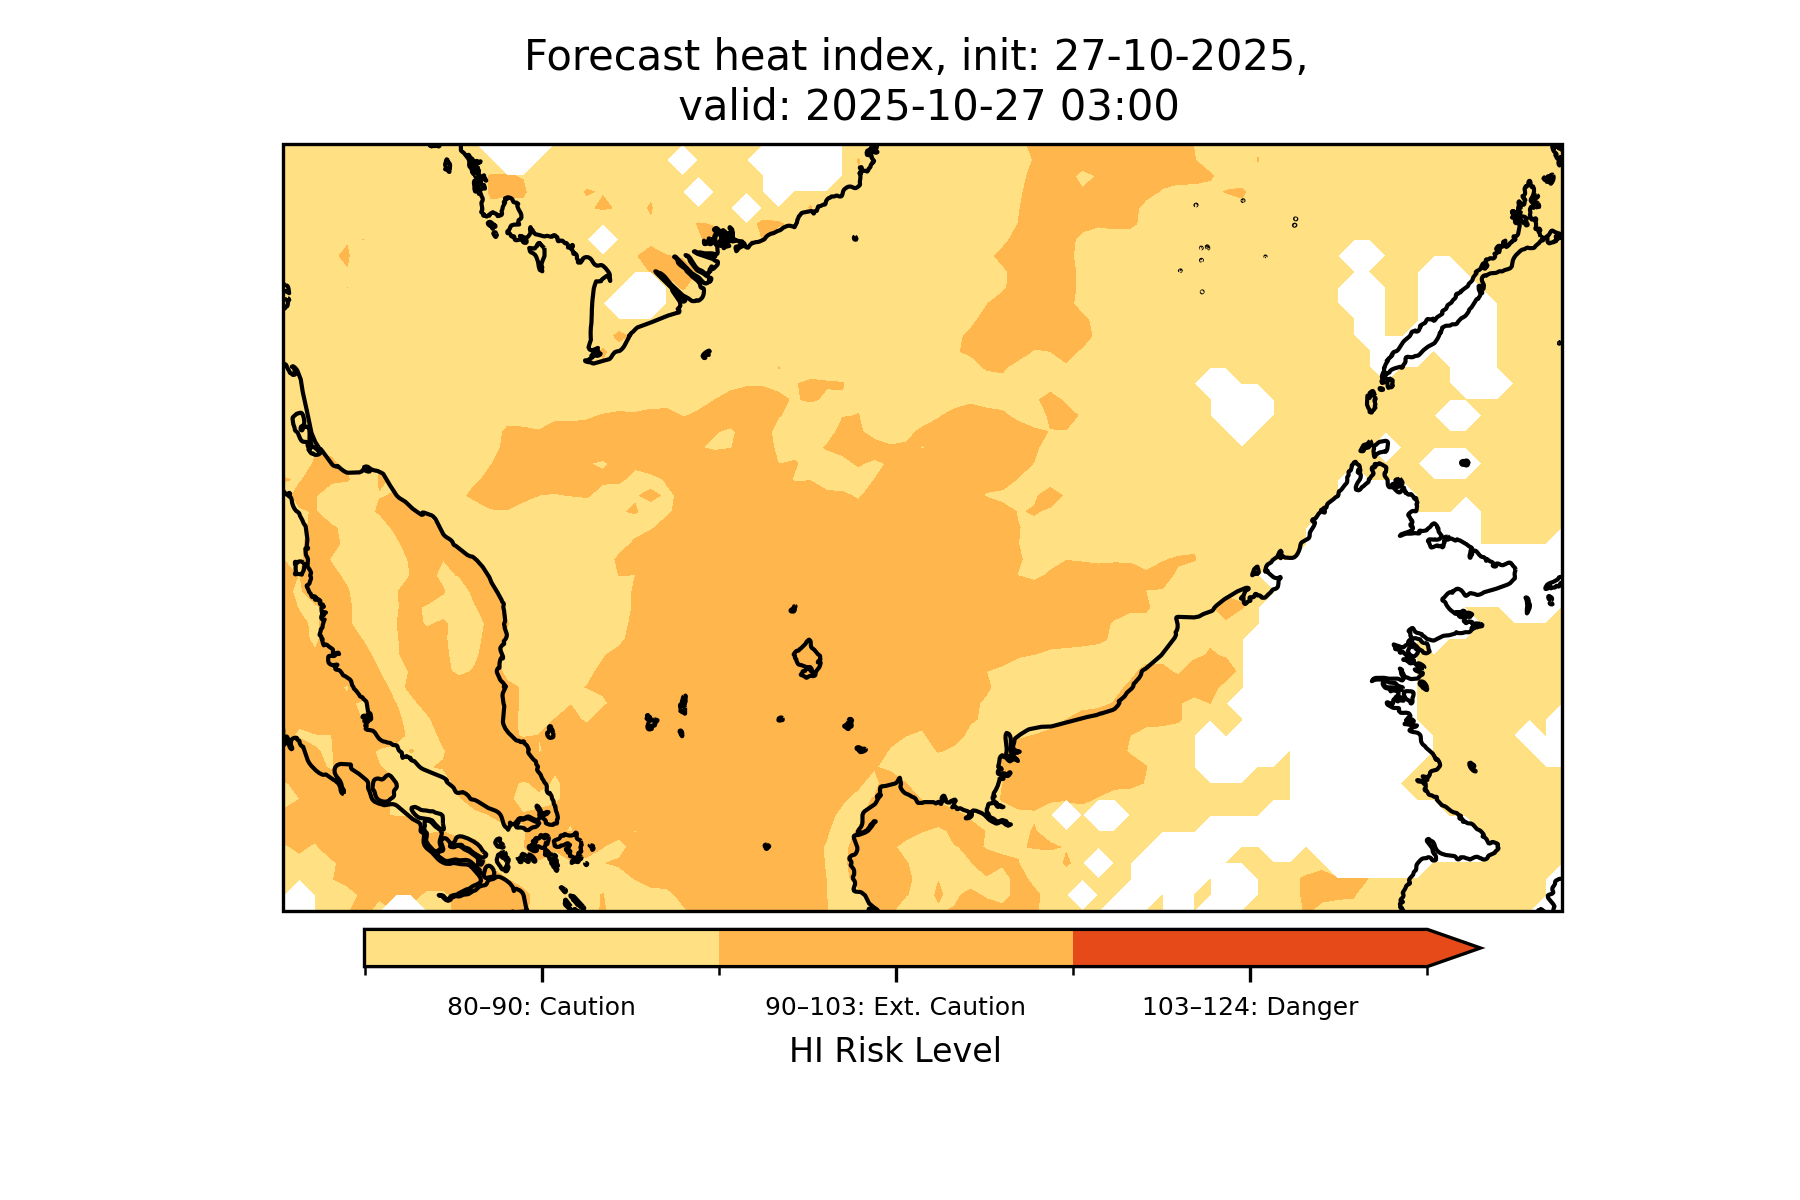 Forecast heat index, init: 27-10-2025,
valid: 2025-10-27 03:00
80–90: Caution
90–103: Ext. Caution
103–124: Danger
HI Risk Level